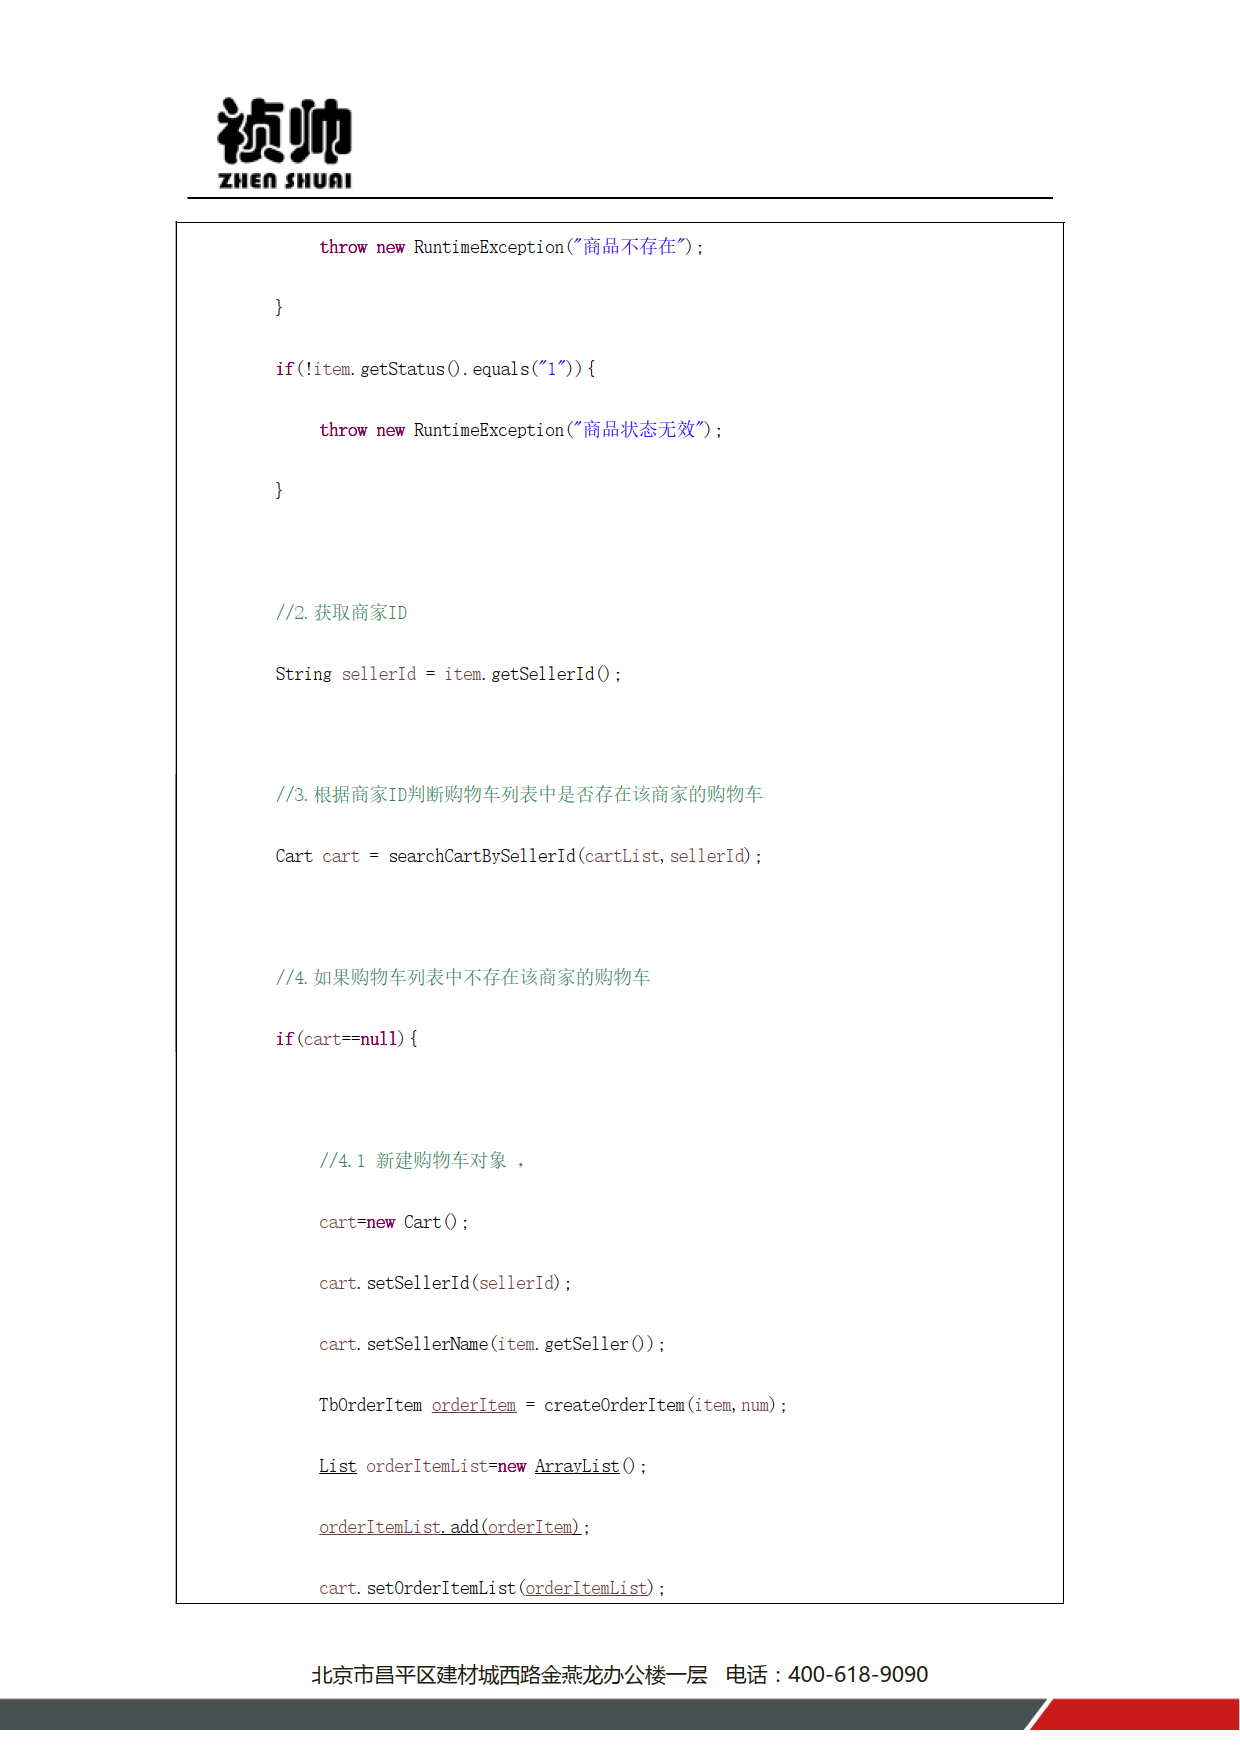 祯帅
ZHEN SHUAI
throw new RuntimeException("商品不存在");
}
if(!item.getStatus().equals("1")){
throw new RuntimeException("商品状态无效");
}
//2.获取商家ID
String sellerId = item.getSellerId();
//3.根据商家ID判断购物车列表中是否存在该商家的购物车
Cart cart = searchCartBySellerId(cartList,sellerId);
//4.如果购物车列表中不存在该商家的购物车
if(cart==null){
//4.1 新建购物车对象 ，
cart=new Cart();
cart.setSellerId(sellerId);
cart.setSellerName(item.getSeller());
TbOrderItem orderItem = createOrderItem(item,num);
List orderItemList=new ArrayList();
orderItemList.add(orderItem);
cart.setOrderItemList(orderItemList);
北京市昌平区建材城西路金燕龙办公楼一层 电话：400-618-9090